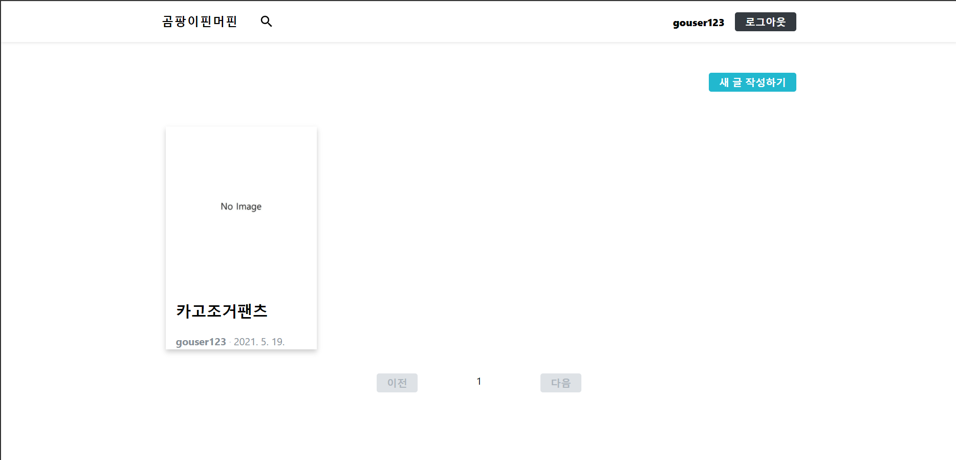 곰팡이핀머핀 gouser123 로그아웃
새 글 작성하기
No Image
카고조거팬츠
gouser123 2021. 5. 19.
이전 1 다음